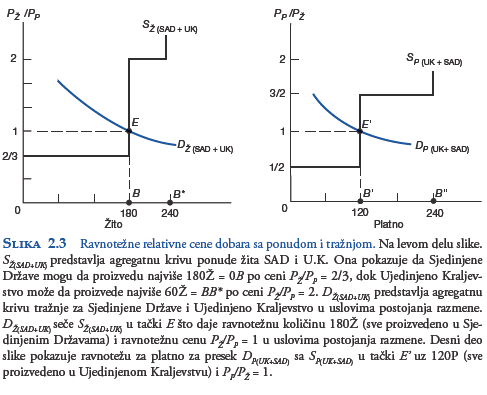 PŽ/PP
SŽ (SAD + UK)
2
E
1
DŽ (SAD + UK)
2/3
B
B*
0
180
240
Žito
PP/PŽ
2
SP (UK + SAD)
3/2
E'
1
DP (UK+ SAD)
1/2
B'
B"
0
120
240
Platno
SLIKA 2.3 Ravnotežne relativne cene dobara sa ponudom i tražnjom. Na levom delu slike.
SŽ(SAD+UK) predstavlja agregatnu krivu ponude žita SAD i U.K. Ona pokazuje da Sjedinjene
Države mogu da proizvedu najviše 180Ž = 0B po ceni PŽ/PP = 2/3, dok Ujedinjeno Kraljev-
stvo može da proizvede najviše 60Ž = BB* po ceni PŽ/PP = 2. DŽ(SAD+UK) predstavlja agregatnu
krivu tražnje za Sjedinjene Države i Ujedinjeno Kraljevstvo u uslovima postojanja razmene.
DŽ(SAD+UK) seče SŽ(SAD+UK) u tački E što daje ravnotežnu količinu 180Ž (sve proizvedeno u Sje-
dinjenim Državama) i ravnotežnu cenu PŽ/PP = 1 u uslovima postojanja razmene. Desni deo
slike pokazuje ravnotežu za platno za presek DP(UK+SAD) sa SP(UK+SAD) u tački E' uz 120P (sve
proizvedeno u Ujedinjenom Kraljevstvu) i PP/PŽ = 1.